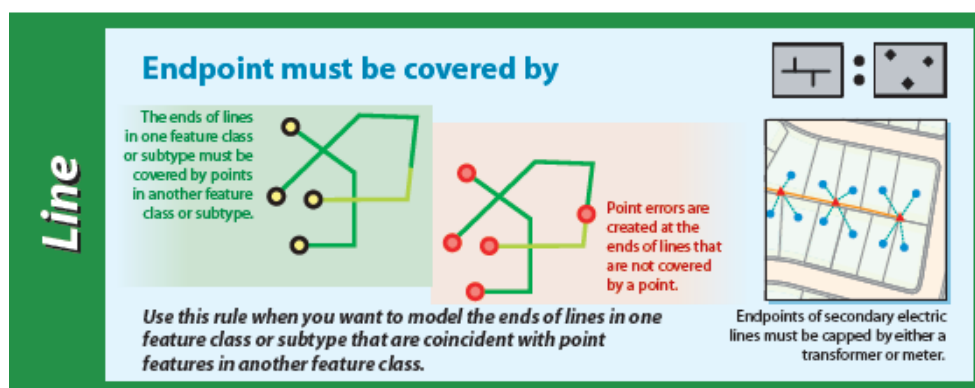 Line
Endpoint must be covered by
The ends of lines
in one feature class
or subtype must be
covered by points
in another feature
class or subtype.
Point errors are
created at the
ends of lines that
are not covered
by a point.
Use this rule when you want to model the ends of lines in one
feature class or subtype that are coincident with point
features in another feature class.
Endpoints of secondary electric
lines must be capped by either a
transformer or meter.